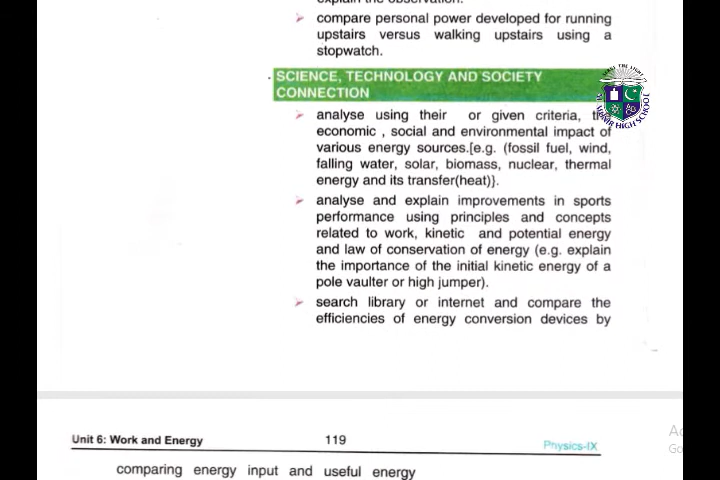 explain the observation.
➢ compare personal power developed for running
upstairs versus walking upstairs using a
stopwatch.
SCIENCE, TECHNOLOGY AND SOCIETY
CONNECTION
➢ analyse using their or given criteria, the
economic , social and environmental impact of
various energy sources.[e.g. (fossil fuel, wind,
falling water, solar, biomass, nuclear, thermal
energy and its transfer(heat)}.
➢ analyse and explain improvements in sports
performance using principles and concepts
related to work, kinetic and potential energy
and law of conservation of energy (e.g. explain
the importance of the initial kinetic energy of a
pole vaulter or high jumper).
➢ search library or internet and compare the
efficiencies of energy conversion devices by
Unit 6: Work and Energy 119 Physics-IX
comparing energy input and useful energy
HIGH SCHOOL